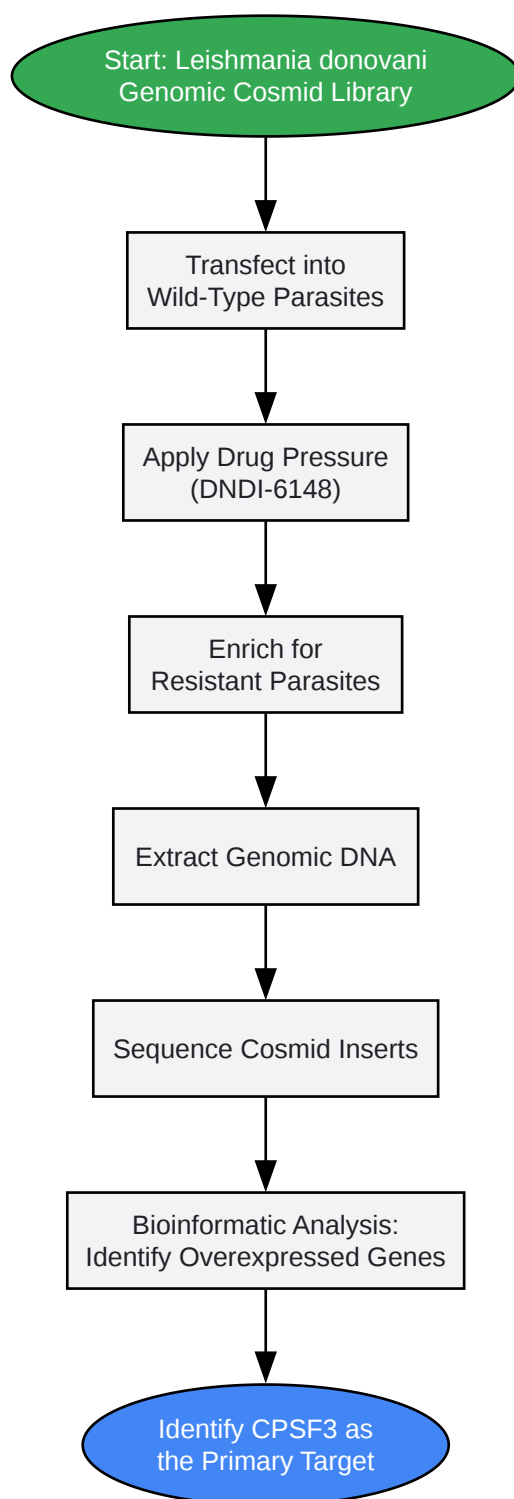 Start: Leishmania donovani
Genomic Cosmid Library
Transfect into
Wild-Type Parasites
Apply Drug Pressure
(DNDI-6148)
Enrich for
Resistant Parasites
Extract Genomic DNA
Sequence Cosmid Inserts
Bioinformatic Analysis:
Identify Overexpressed Genes
Identify CPSF3 as
the Primary Target